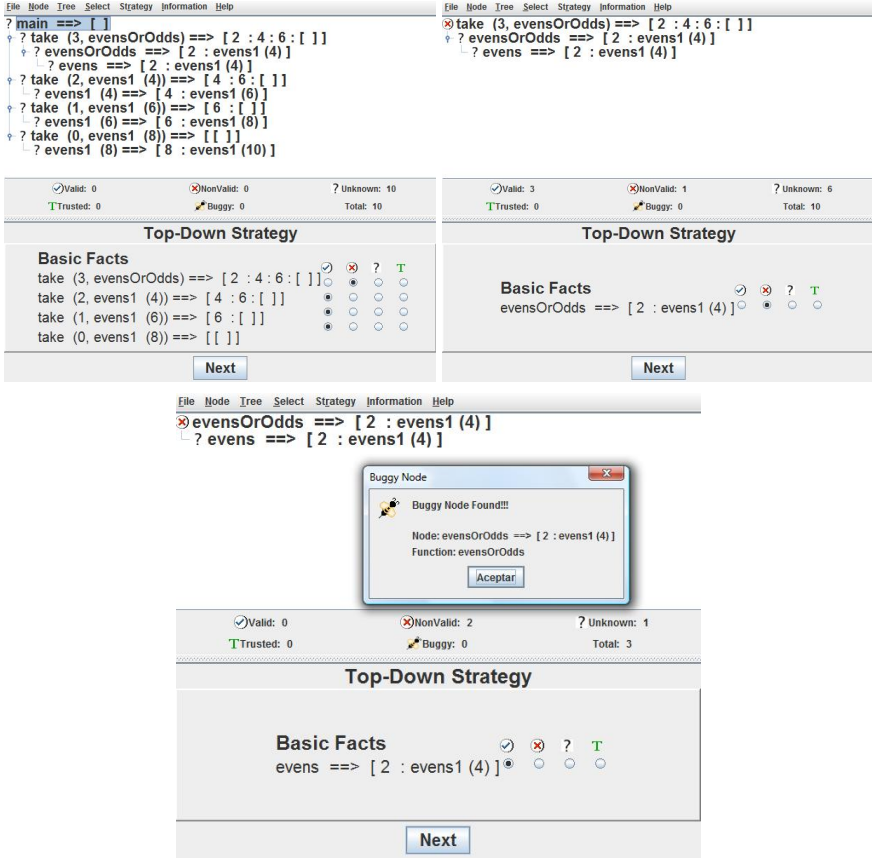 File Node Tree Select Strategy Information Help
? main ==> [ ]
? take (3, evensOrOdds) ==> [ 2 : 4 : 6 : [ ] ]
? evensOrOdds ==> [ 2 : evens1 (4) ]
? evens ==> [ 2 : evens1 (4) ]
? take (2, evens1 (4)) ==> [ 4 : 6 : [ ] ]
? evens1 (4) ==> [ 4 : evens1 (6) ]
? take (1, evens1 (6)) ==> [ 6 : [ ] ]
? evens1 (6) ==> [ 6 : evens1 (8) ]
? take (0, evens1 (8)) ==> [ [ ] ]
? evens1 (8) ==> [ 8 : evens1 (10) ]
Valid: 0 NonValid: 0 ? Unknown: 10
T Trusted: 0 Buggy: 0 Total: 10
Top-Down Strategy
Basic Facts ? T
take (3, evensOrOdds) ==> [ 2 : 4 : 6 : [ ] ]
take (2, evens1 (4)) ==> [ 4 : 6 : [ ] ]
take (1, evens1 (6)) ==> [ 6 : [ ] ]
take (0, evens1 (8)) ==> [ [ ] ]
Next
File Node Tree Select Strategy Information Help
take (3, evensOrOdds) ==> [ 2 : 4 : 6 : [ ] ]
? evensOrOdds ==> [ 2 : evens1 (4) ]
? evens ==> [ 2 : evens1 (4) ]
Valid: 3 NonValid: 1 ? Unknown: 6
T Trusted: 0 Buggy: 0 Total: 10
Top-Down Strategy
Basic Facts ? T
evensOrOdds ==> [ 2 : evens1 (4) ]
Next
File Node Tree Select Strategy Information Help
evensOrOdds ==> [ 2 : evens1 (4) ]
? evens ==> [ 2 : evens1 (4) ]
Buggy Node
Buggy Node Found!!!
Node: evensOrOdds ==> [ 2 : evens1 (4) ]
Function: evensOrOdds
Aceptar
Valid: 0 NonValid: 2 ? Unknown: 1
T Trusted: 0 Buggy: 0 Total: 3
Top-Down Strategy
Basic Facts ? T
evens ==> [ 2 : evens1 (4) ]
Next